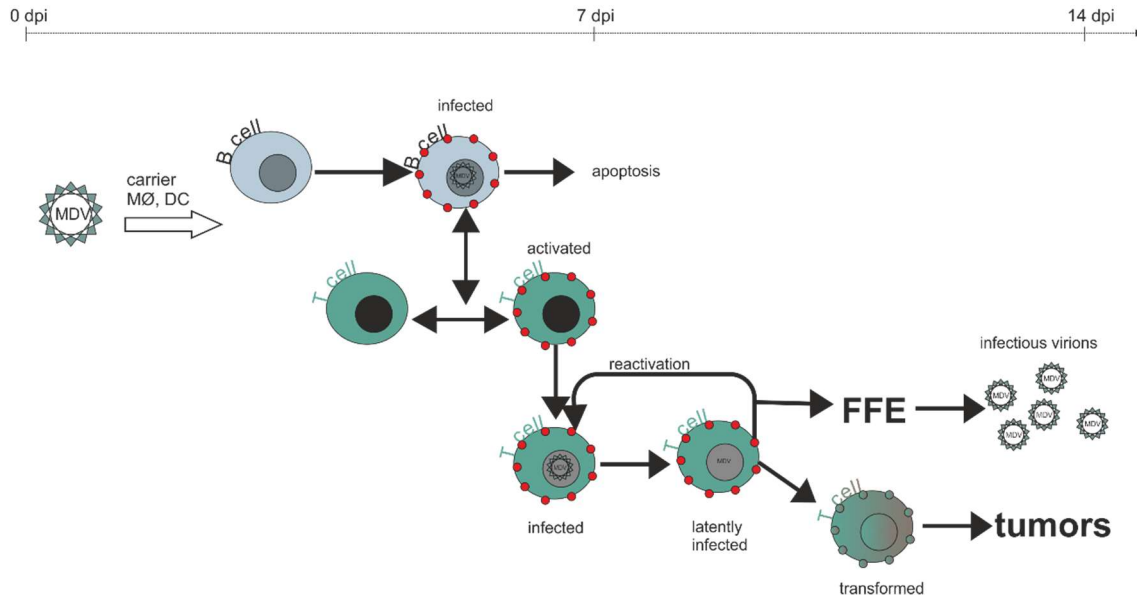 0 dpi
7 dpi
14 dpi
infected
B cell
B cell
MDV
apoptosis
carrier
MØ, DC
MDV
activated
T cell
T cell
reactivation
infectious virions
MDV
MDV
MDV
MDV
MDV
FFE
T cell
MDV
T cell
MDV
infected
latently
infected
T cell
tumors
transformed